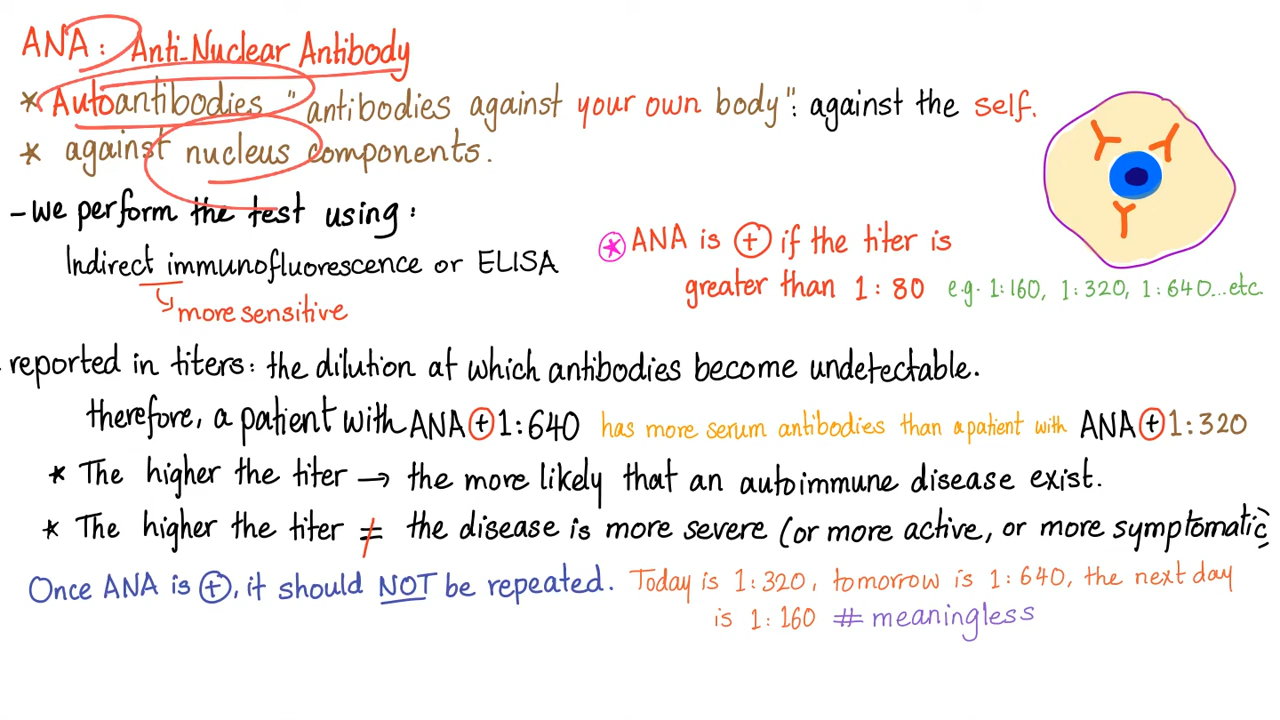 ANA: Anti-Nuclear Antibody
* Autoantibodies "antibodies against your own body": against the self.
* against nucleus components.
- We perform the test using:
Indirect immunofluorescence or ELISA
↳ more sensitive
* ANA is + if the titer is
greater than 1:80 e.g. 1:160, 1:320, 1:640...etc
reported in titers: the dilution at which antibodies become undetectable.
therefore, a patient with ANA + 1:640 has more serum antibodies than a patient with ANA + 1:320
* The higher the titer → the more likely that an autoimmune disease exist.
* The higher the titer ≠ the disease is more severe (or more active, or more symptomatic)
Once ANA is +, it should NOT be repeated. Today is 1:320, tomorrow is 1:640, the next day
is 1:160 # meaningless